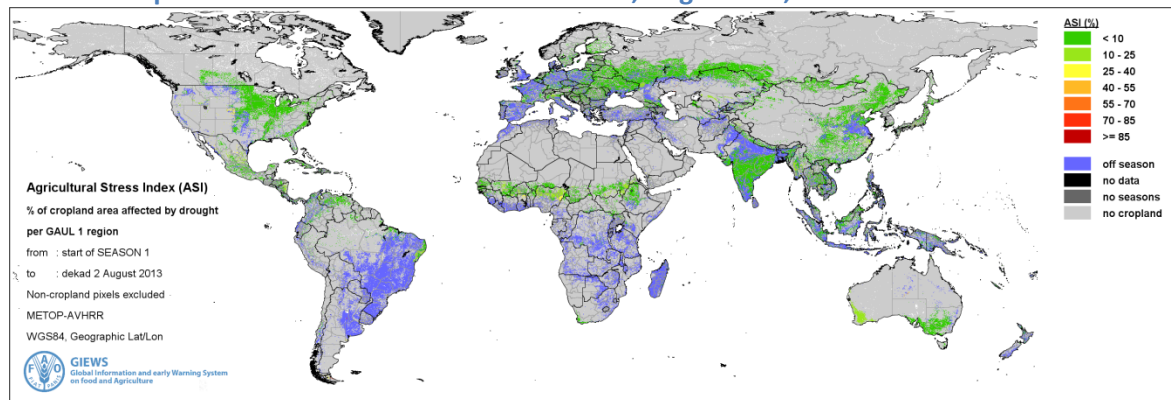 ASI (%)
< 10
10 - 25
25 - 40
40 - 55
55 - 70
70 - 85
>= 85
off season
no data
no seasons
no cropland
Agricultural Stress Index (ASI)
% of cropland area affected by drought
per GAUL 1 region
from : start of SEASON 1
to : dekad 2 August 2013
Non-cropland pixels excluded
METOP-AVHRR
WGS84, Geographic Lat/Lon
F A O
FIAT PANIS
GIEWS
Global Information and early Warning System
on food and Agriculture